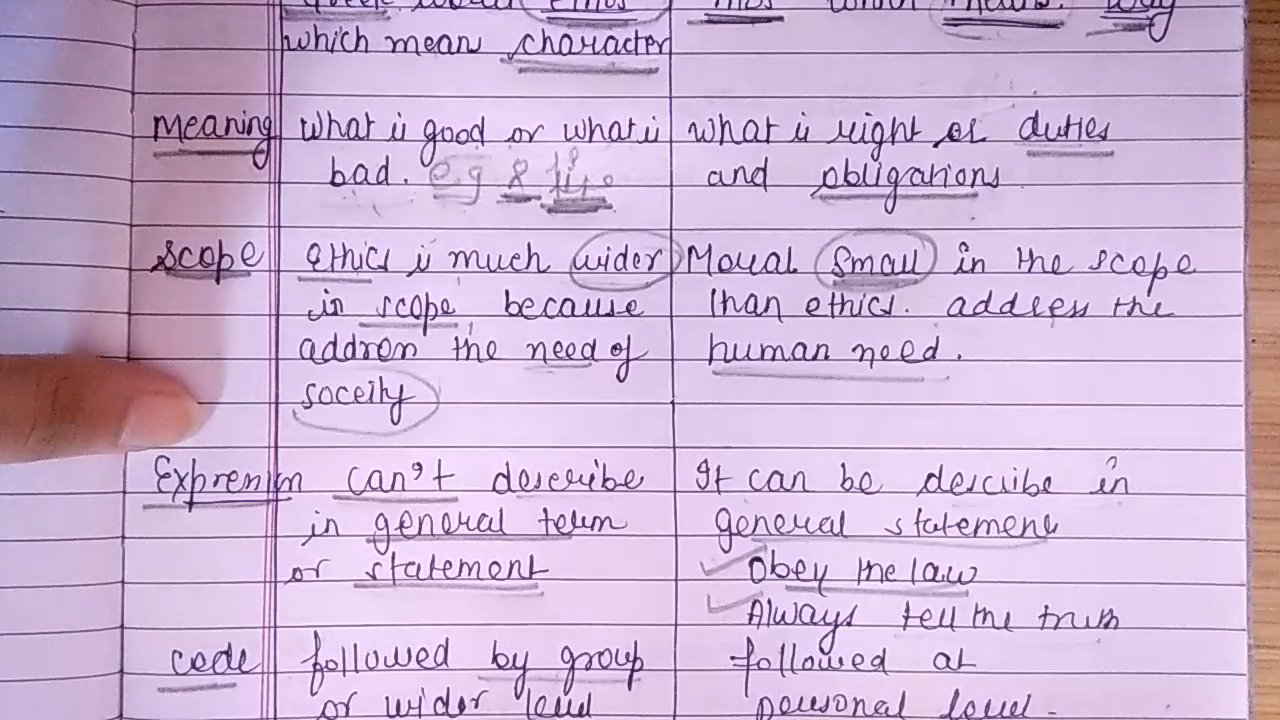 which mean character
Meaning What is good or what is what is right or duties
bad. e.g and obligations
Scope Ethics is much wider Moral small in the scope
in scope because than ethics. address the
address the need of human need.
soceity
Expression can't describe It can be describe in
in general term general statement
or statement Obey the law
Always tell the truth
code followed by group followed at
or wider level personal level.